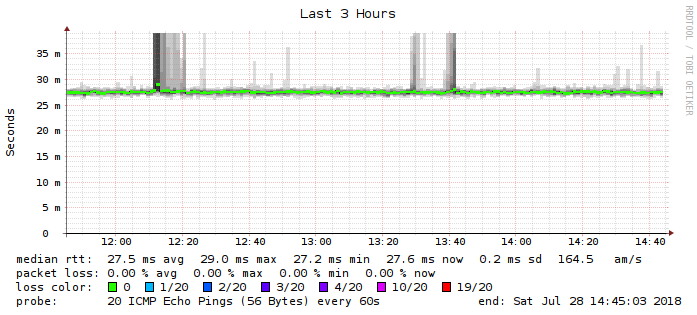 Last 3 Hours
RRDTOOL / TOBI OETIKER
Seconds
35 m
30 m
25 m
20 m
15 m
10 m
5 m
0
12:00 12:20 12:40 13:00 13:20 13:40 14:00 14:20 14:40
median rtt: 27.5 ms avg 29.0 ms max 27.2 ms min 27.6 ms now 0.2 ms sd 164.5 am/s
packet loss: 0.00 % avg 0.00 % max 0.00 % min 0.00 % now
loss color: 0 1/20 2/20 3/20 4/20 10/20 19/20
probe: 20 ICMP Echo Pings (56 Bytes) every 60s end: Sat Jul 28 14:45:03 2018